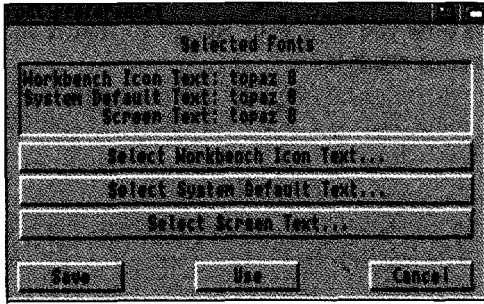 Selected Fonts
Workbench Icon Text: topaz 8
System Default Text: topaz 8
Screen Text: topaz 8
Select Workbench Icon Text...
Select System Default Text...
Select Screen Text...
Save Use Cancel